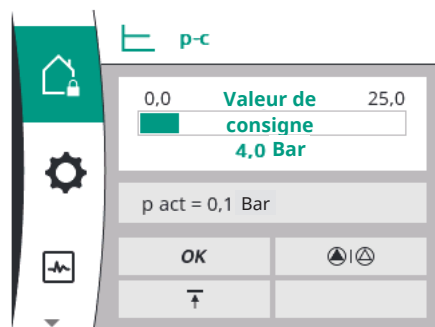 p-c
0,0 Valeur de 25,0
consigne
4,0 Bar
p act = 0,1 Bar
OK